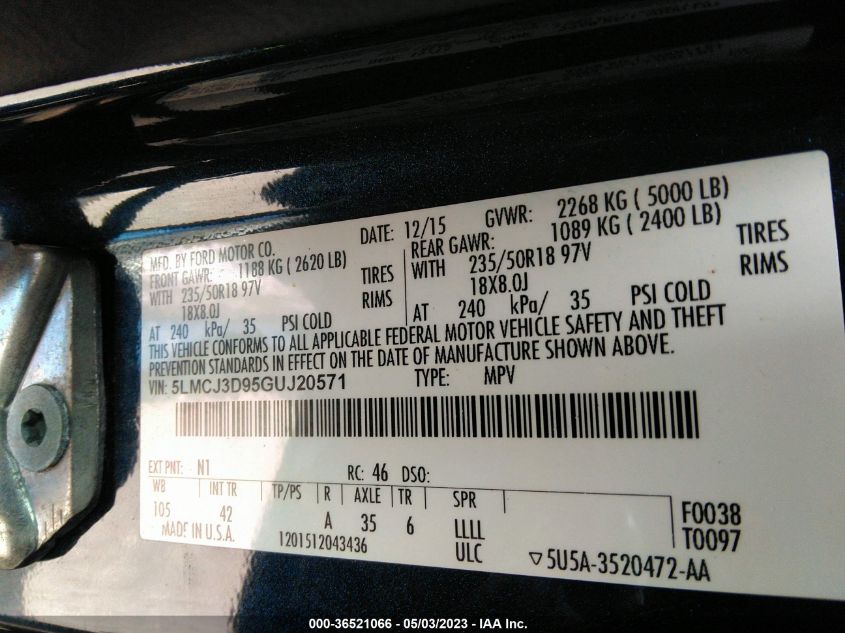 MFD. BY FORD MOTOR CO.
DATE: 12/15 GVWR: 2268 KG ( 5000 LB)
FRONT GAWR: 1188 KG ( 2620 LB)
REAR GAWR: 1089 KG ( 2400 LB)
WITH 235/50R18 97V TIRES
WITH 235/50R18 97V TIRES
18X8.0J RIMS
18X8.0J RIMS
AT 240 kPa/ 35 PSI COLD
AT 240 kPa/ 35 PSI COLD
THIS VEHICLE CONFORMS TO ALL APPLICABLE FEDERAL MOTOR VEHICLE SAFETY AND THEFT
PREVENTION STANDARDS IN EFFECT ON THE DATE OF MANUFACTURE SHOWN ABOVE.
VIN: 5LMCJ3D95GUJ20571 TYPE: MPV
EXT PNT: N1 RC: 46 DSO:
WB INT TR TP/PS R AXLE TR SPR
105 42 A 35 6 LLLL F0038
MADE IN U.S.A. 1201512043436 ULC T0097
▽5U5A-3520472-AA
000-36521066 - 05/03/2023 - IAA Inc.